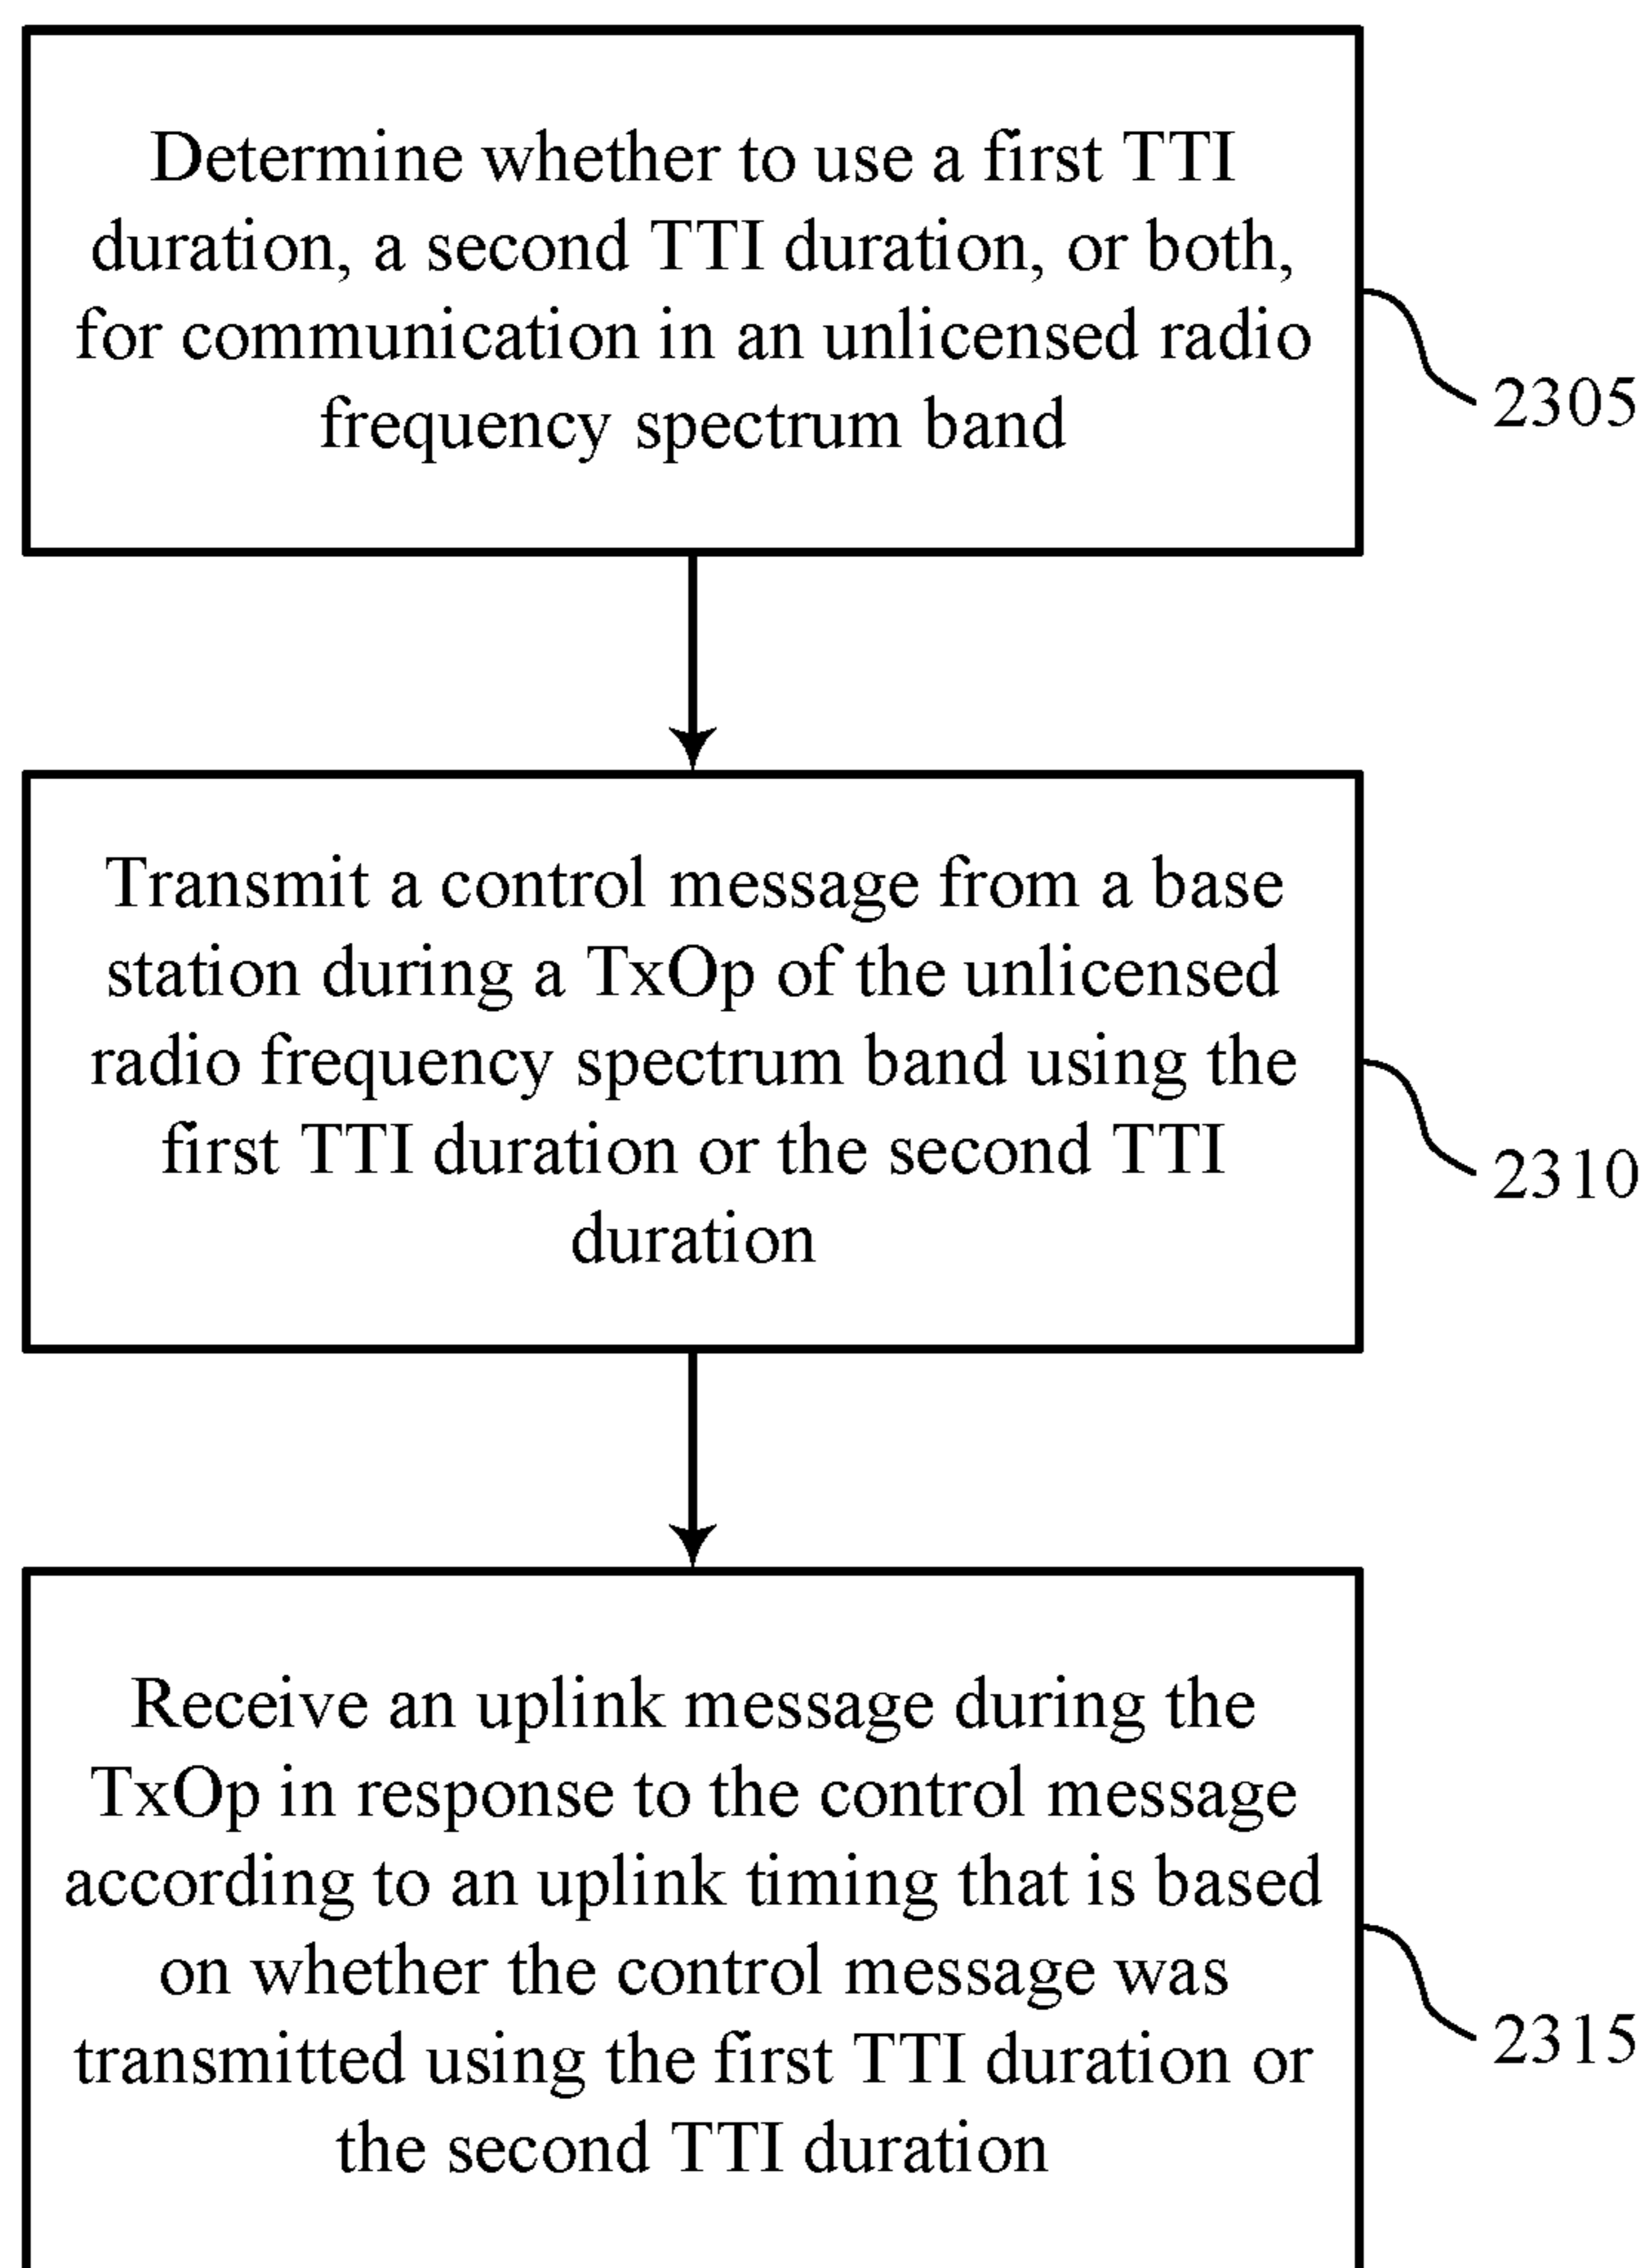 Determine whether to use a first TTI
duration, a second TTI duration, or both,
for communication in an unlicensed radio
frequency spectrum band
2305
Transmit a control message from a base
station during a TxOp of the unlicensed
radio frequency spectrum band using the
first TTI duration or the second TTI
duration
2310
Receive an uplink message during the
TxOp in response to the control message
according to an uplink timing that is based
on whether the control message was
transmitted using the first TTI duration or
the second TTI duration
2315